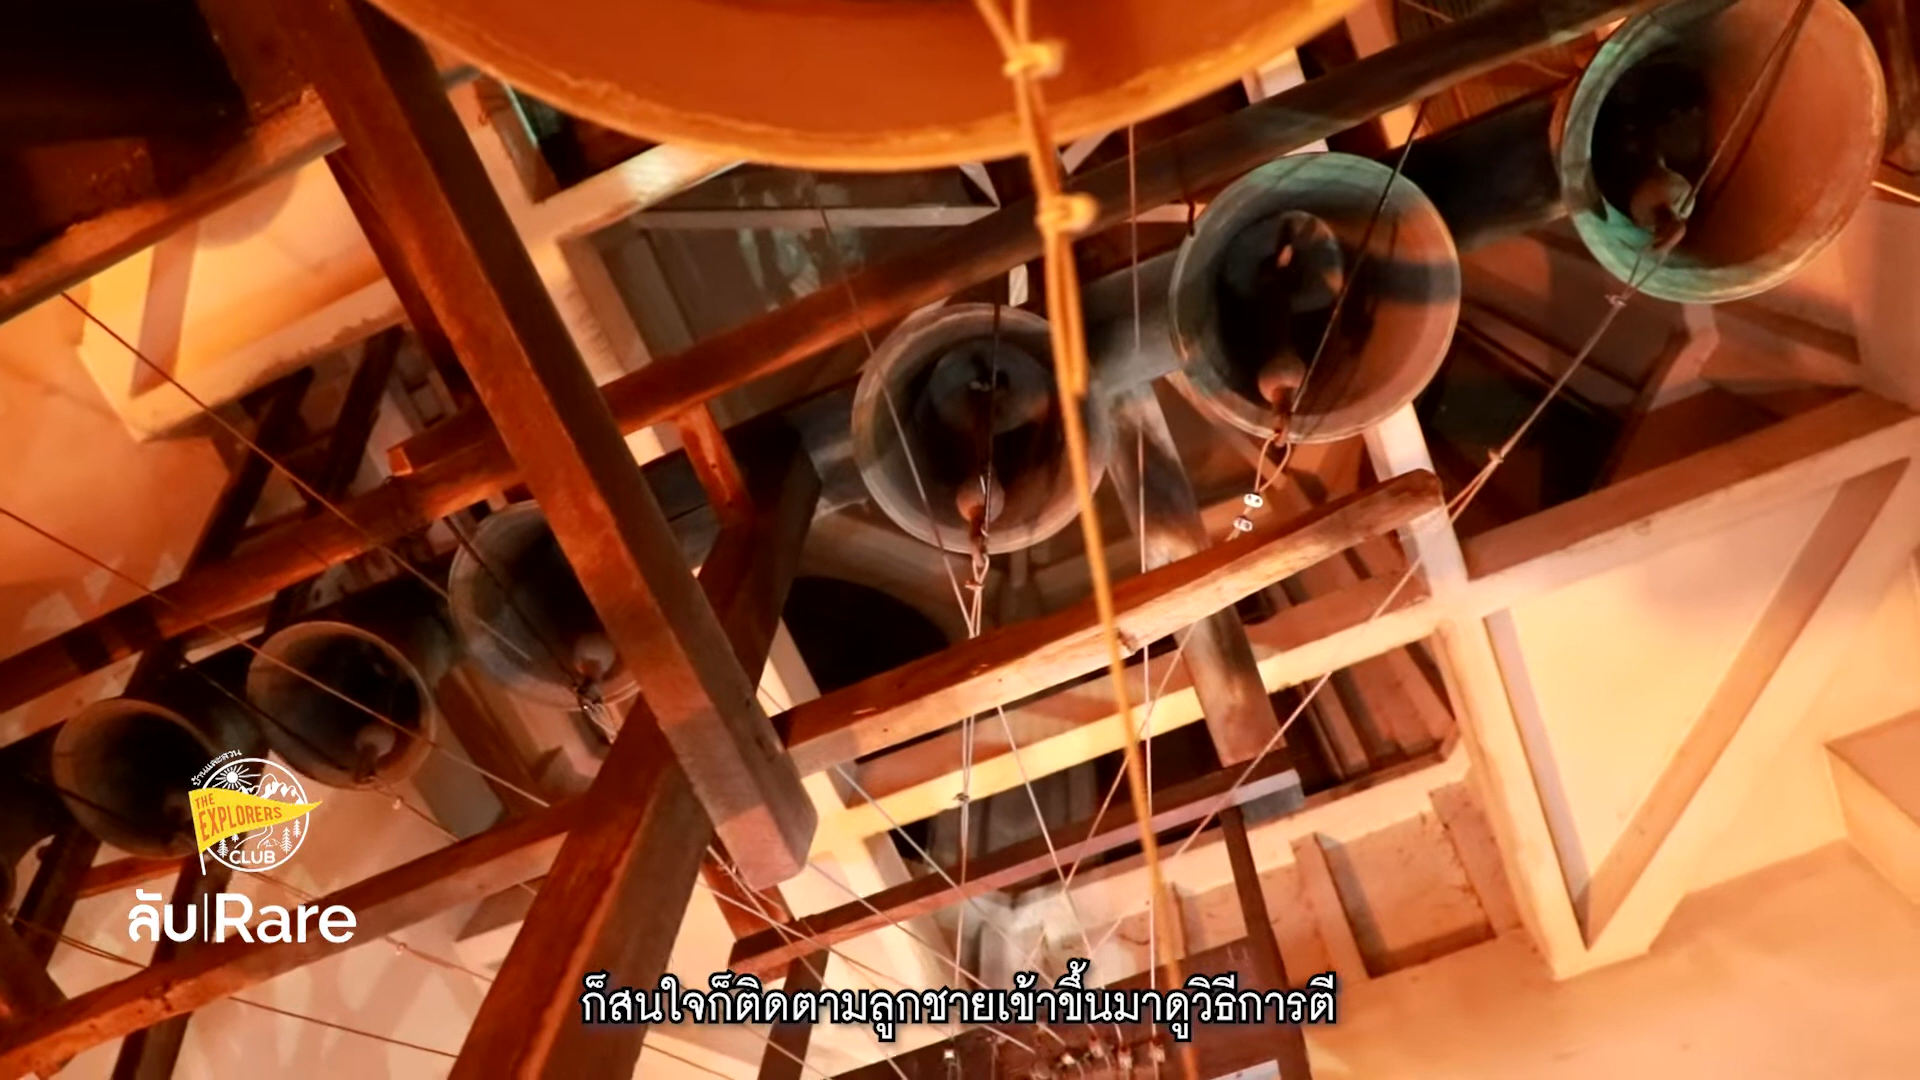 บ้านและสวน
THE
EXPLORERS
CLUB
ลับ|Rare
ก็สนใจก็ติดตามลูกชายเข้าขึ้นมาดูวิธีการตี